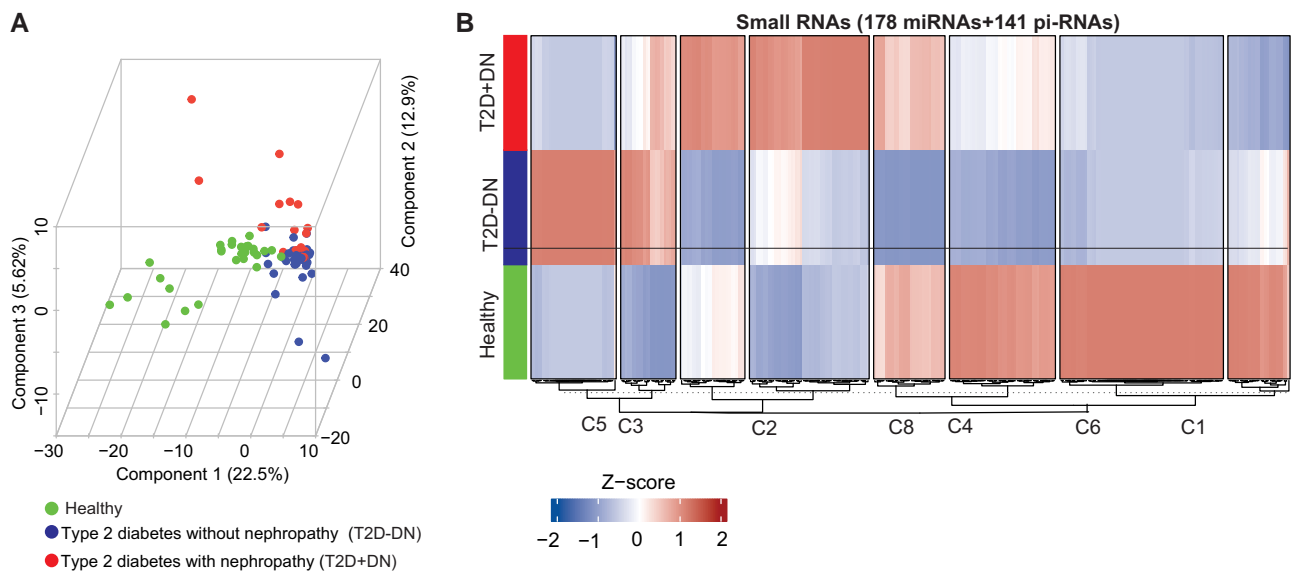 A
Component 3 (5.62%)
10
0
−10
−30
−20
−10
0
10
Component 1 (22.5%)
−20
0
20
40
Component 2 (12.9%)
Healthy
Type 2 diabetes without nephropathy (T2D-DN)
Type 2 diabetes with nephropathy (T2D+DN)
B
Small RNAs (178 miRNAs+141 pi-RNAs)
T2D+DN
T2D-DN
Healthy
C5 C3 C2 C8 C4 C6 C1
Z−score
−2 −1 0 1 2